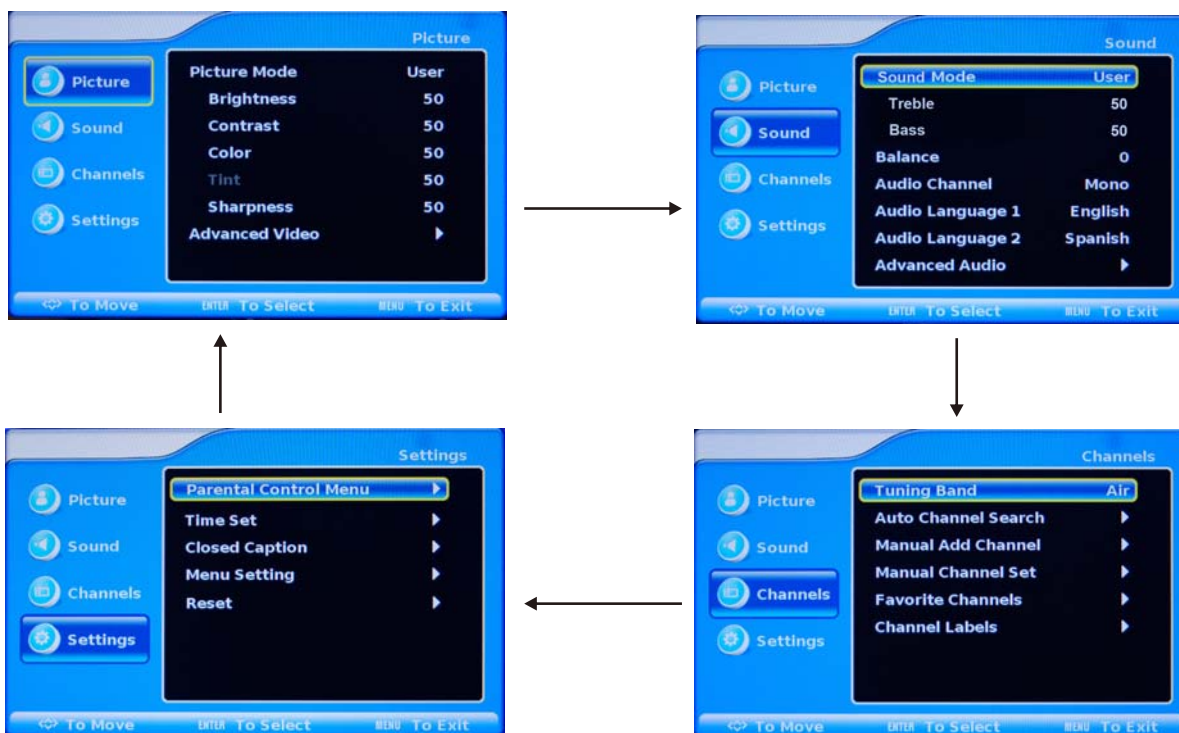 Picture
Picture
Sound
Channels
Settings
Picture Mode User
Brightness 50
Contrast 50
Color 50
Tint 50
Sharpness 50
Advanced Video
To Move ENTER To Select MENU To Exit
Sound
Picture
Sound
Channels
Settings
Sound Mode User
Treble 50
Bass 50
Balance 0
Audio Channel Mono
Audio Language 1 English
Audio Language 2 Spanish
Advanced Audio
To Move ENTER To Select MENU To Exit
Settings
Picture
Sound
Channels
Settings
Parental Control Menu
Time Set
Closed Caption
Menu Setting
Reset
To Move ENTER To Select MENU To Exit
Channels
Picture
Sound
Channels
Settings
Tuning Band Air
Auto Channel Search
Manual Add Channel
Manual Channel Set
Favorite Channels
Channel Labels
To Move ENTER To Select MENU To Exit